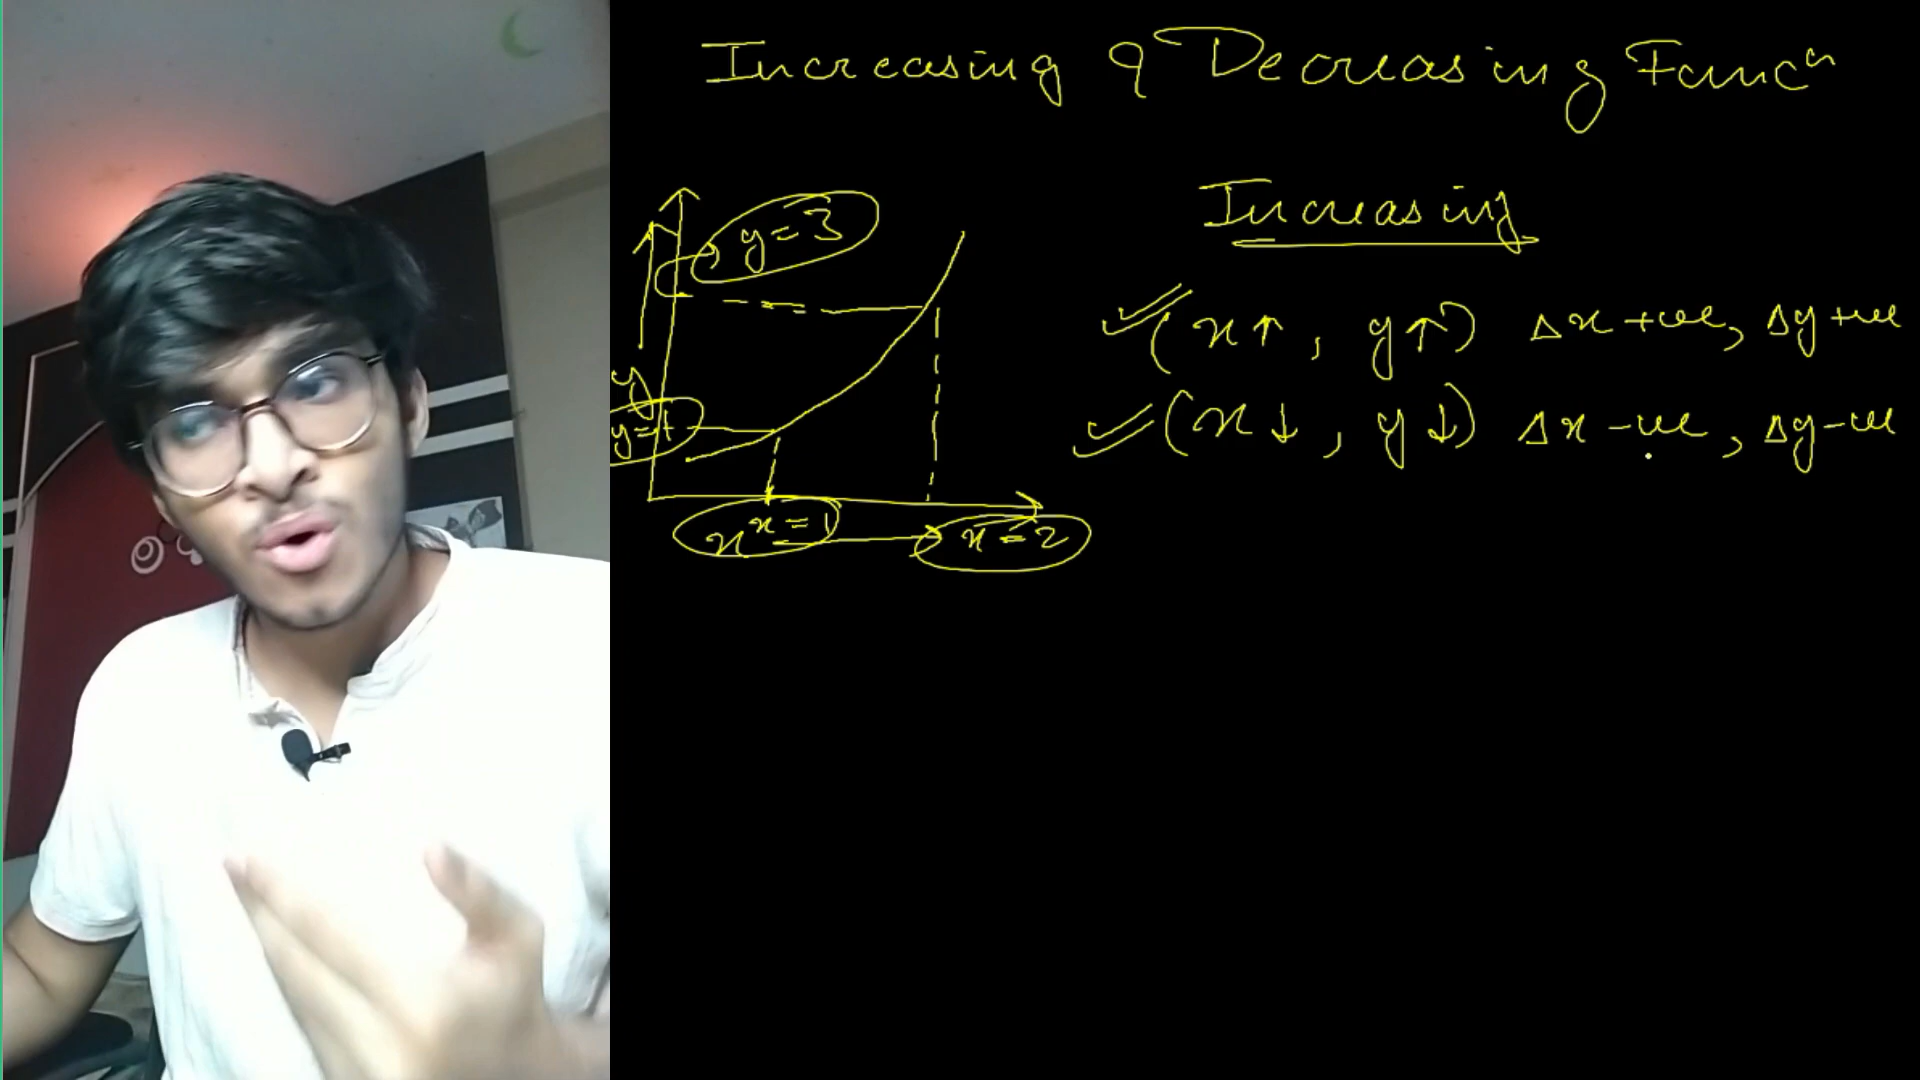 Increasing & Decreasing Funcⁿ
Increasing
y=3
(x↑, y↑) Δx +ve, Δy +ve
y
y=1
(x↓, y↓) Δx -ve, Δy -ve
x x=1 x=2